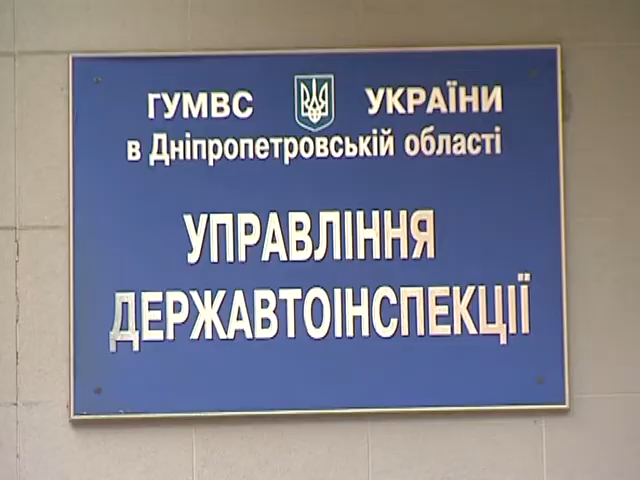 ГУМВС УКРАЇНИ
в Дніпропетровській області
УПРАВЛІННЯ
ДЕРЖАВТОІНСПЕКЦІЇ